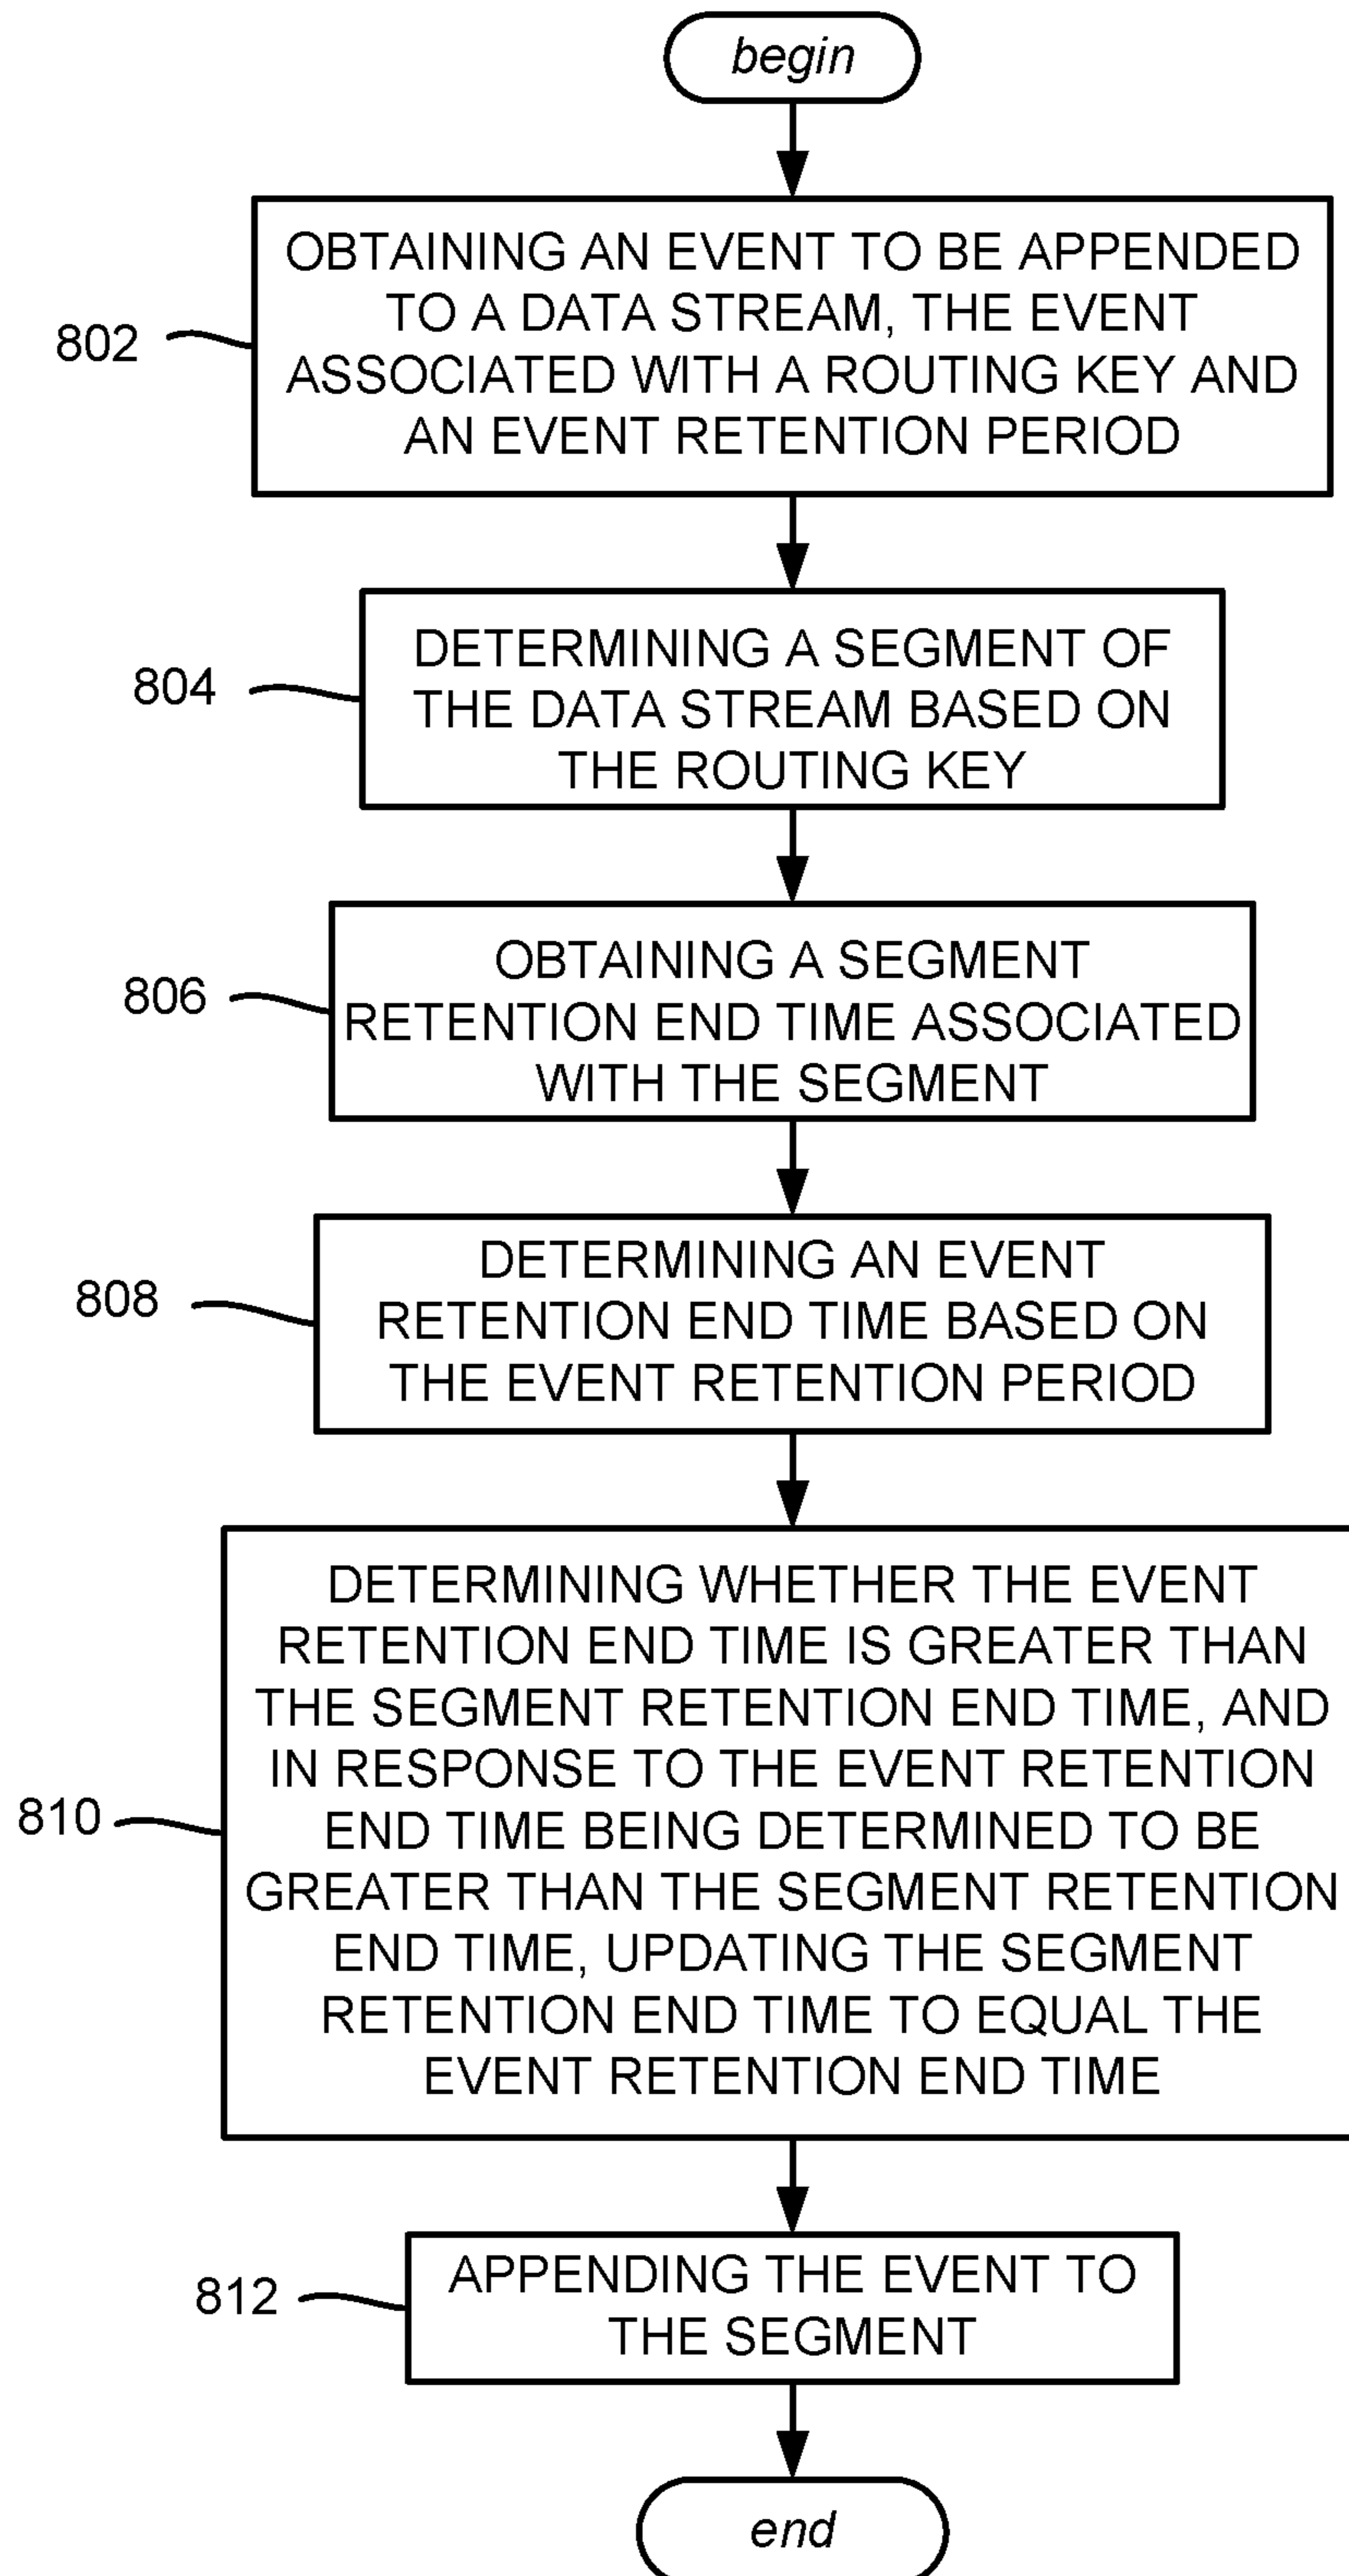 begin
OBTAINING AN EVENT TO BE APPENDED
TO A DATA STREAM, THE EVENT
ASSOCIATED WITH A ROUTING KEY AND
AN EVENT RETENTION PERIOD
802
DETERMINING A SEGMENT OF
THE DATA STREAM BASED ON
THE ROUTING KEY
804
OBTAINING A SEGMENT
RETENTION END TIME ASSOCIATED
WITH THE SEGMENT
806
DETERMINING AN EVENT
RETENTION END TIME BASED ON
THE EVENT RETENTION PERIOD
808
DETERMINING WHETHER THE EVENT
RETENTION END TIME IS GREATER THAN
THE SEGMENT RETENTION END TIME, AND
IN RESPONSE TO THE EVENT RETENTION
END TIME BEING DETERMINED TO BE
GREATER THAN THE SEGMENT RETENTION
END TIME, UPDATING THE SEGMENT
RETENTION END TIME TO EQUAL THE
EVENT RETENTION END TIME
810
APPENDING THE EVENT TO
THE SEGMENT
812
end